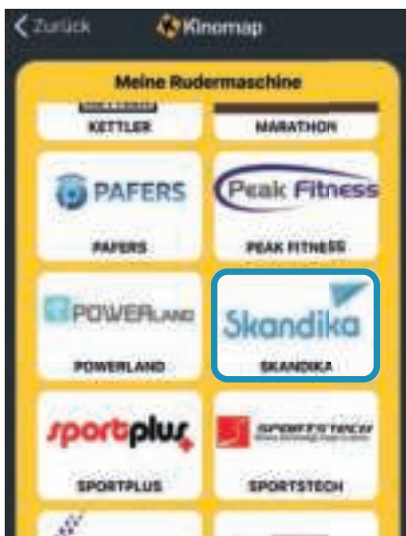 Zurück
Kinomap
Meine Rudermaschine
KETTLER
MARATHON
PAFERS
Peak Fitness
PAFERS
PEAK FITNESS
POWERLAND
Skandika
POWERLAND
SKANDIKA
sportplus
SPORTSTECH
SPORTPLUS
SPORTSTECH